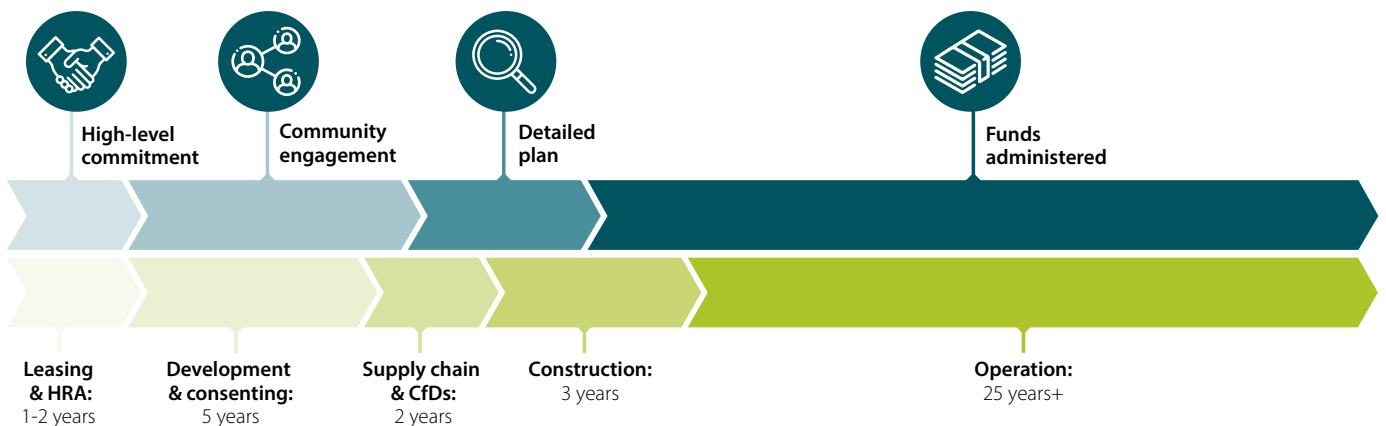 High-level
commitment
Community
engagement
Detailed
plan
Funds
administered
Leasing
& HRA:
1-2 years
Development
& consenting:
5 years
Supply chain
& CfDs:
2 years
Construction:
3 years
Operation:
25 years+